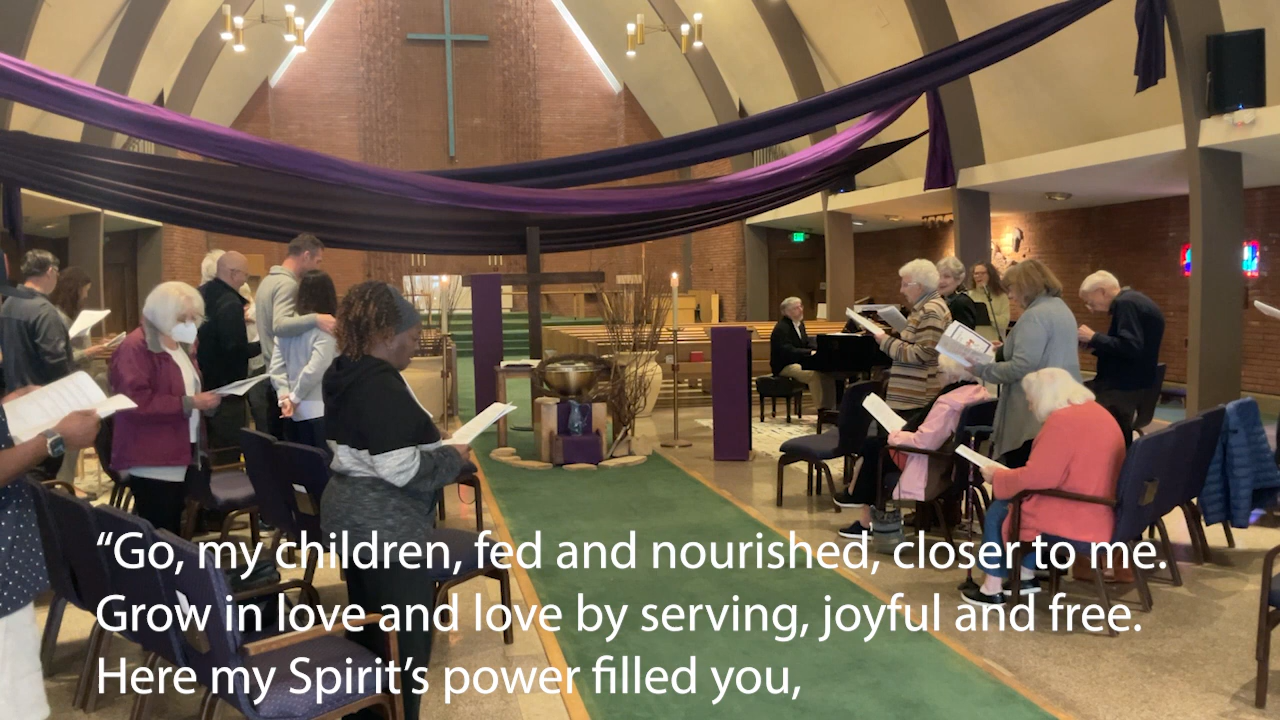 “Go, my children, fed and nourished, closer to me.
Grow in love and love by serving, joyful and free.
Here my Spirit’s power filled you,